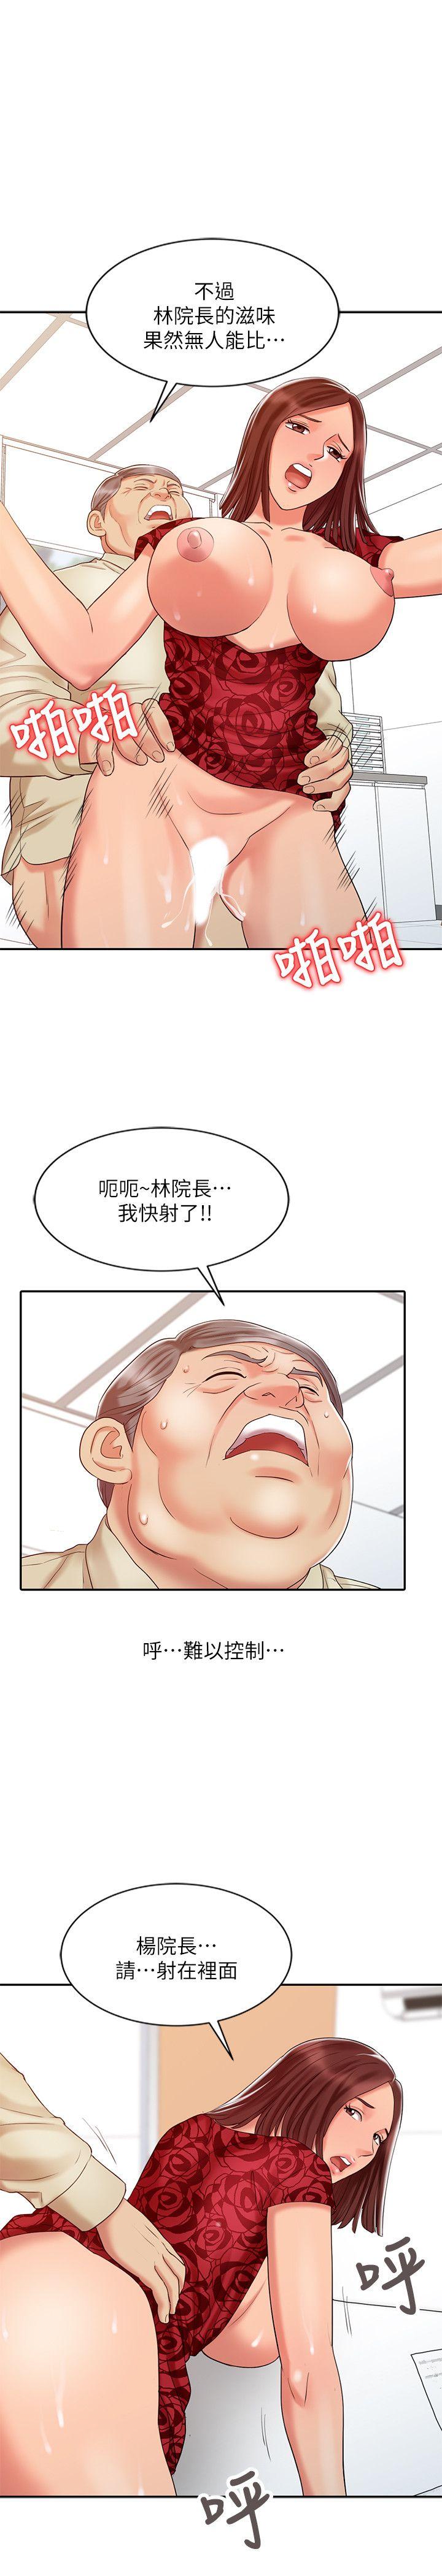 不過
林院長的滋味
果然無人能比⋯
啪啪
啪啪
呃呃~林院長⋯
我快射了!!
呼⋯難以控制⋯
楊院長⋯
請⋯射在裡面
呼
呼